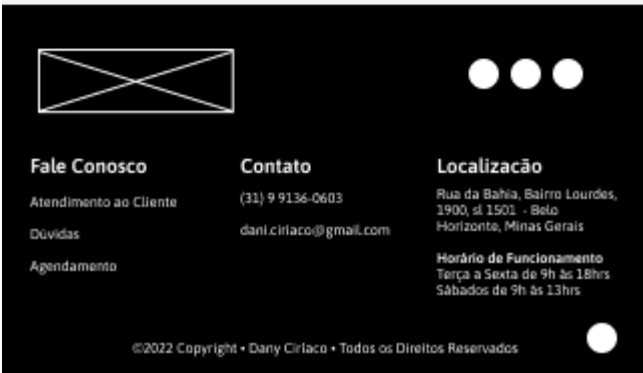 Fale Conosco
Atendimento ao Cliente
Dúvidas
Agendamento
Contato
(31) 9 9136-0603
dani.ciriaco@gmail.com
Localizacão
Rua da Bahia, Bairro Lourdes,
1900, sl 1501 - Belo
Horizonte, Minas Gerais
Horário de Funcionamento
Terça a Sexta de 9h às 18hrs
Sábados de 9h às 13hrs
©2022 Copyright • Dany Ciríaco • Todos os Direitos Reservados